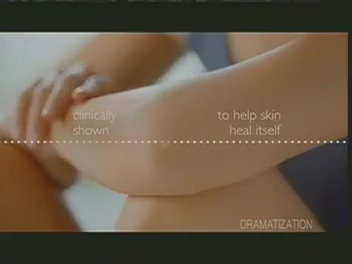 clinically
shown
to help skin
heal itself
DRAMATIZATION